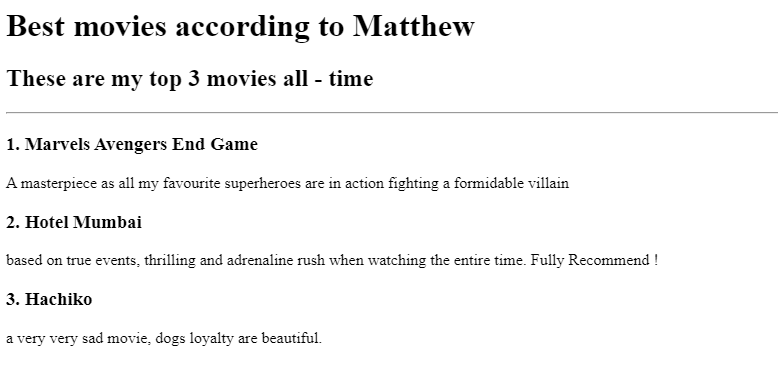 Best movies according to Matthew
These are my top 3 movies all - time
1. Marvels Avengers End Game
A masterpiece as all my favourite superheroes are in action fighting a formidable villain
2. Hotel Mumbai
based on true events, thrilling and adrenaline rush when watching the entire time. Fully Recommend !
3. Hachiko
a very very sad movie, dogs loyalty are beautiful.